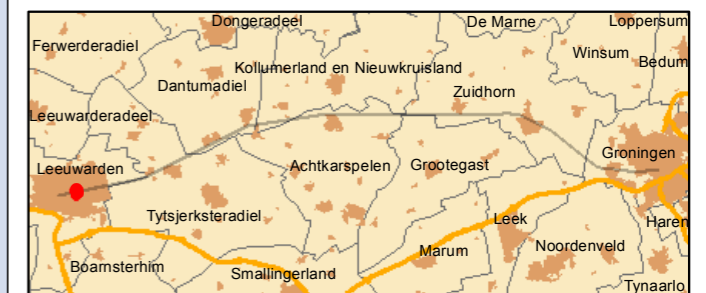 Dongeradeel
De Marne
Loppersum
Ferwerderadiel
Winsum
Bedum
Kollumerland en Nieuwkruisland
Dantumadiel
Zuidhorn
Leeuwarderadeel
Groningen
Leeuwarden
Achtkarspelen
Grootegast
Tytsjerksteradiel
Leek
Haren
Noordenveld
Marum
Boarnsterhim
Smallingerland
Tynaarlo